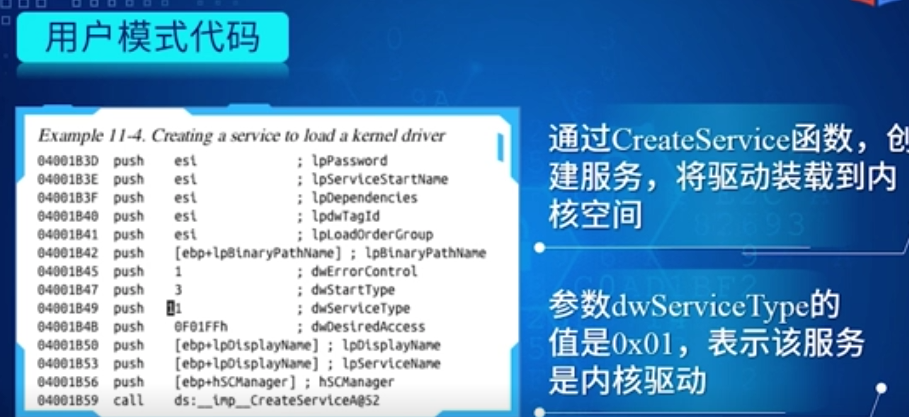 用户模式代码
Example 11-4. Creating a service to load a kernel driver
04001B3D push esi ; lpPassword
04001B3E push esi ; lpServiceStartName
04001B3F push esi ; lpDependencies
04001B40 push esi ; lpdwTagId
04001B41 push esi ; lpLoadOrderGroup
04001B42 push [ebp+lpBinaryPathName] ; lpBinaryPathName
04001B45 push 1 ; dwErrorControl
04001B47 push 3 ; dwStartType
04001B49 push 11 ; dwServiceType
04001B4B push 0F01FFh ; dwDesiredAccess
04001B50 push [ebp+lpDisplayName] ; lpDisplayName
04001B53 push [ebp+lpDisplayName] ; lpServiceName
04001B56 push [ebp+hSCManager] ; hSCManager
04001B59 call ds:__imp__CreateServiceA@52
通过CreateService函数，创
建服务，将驱动装载到内
核空间
参数dwServiceType的
值是0x01，表示该服务
是内核驱动